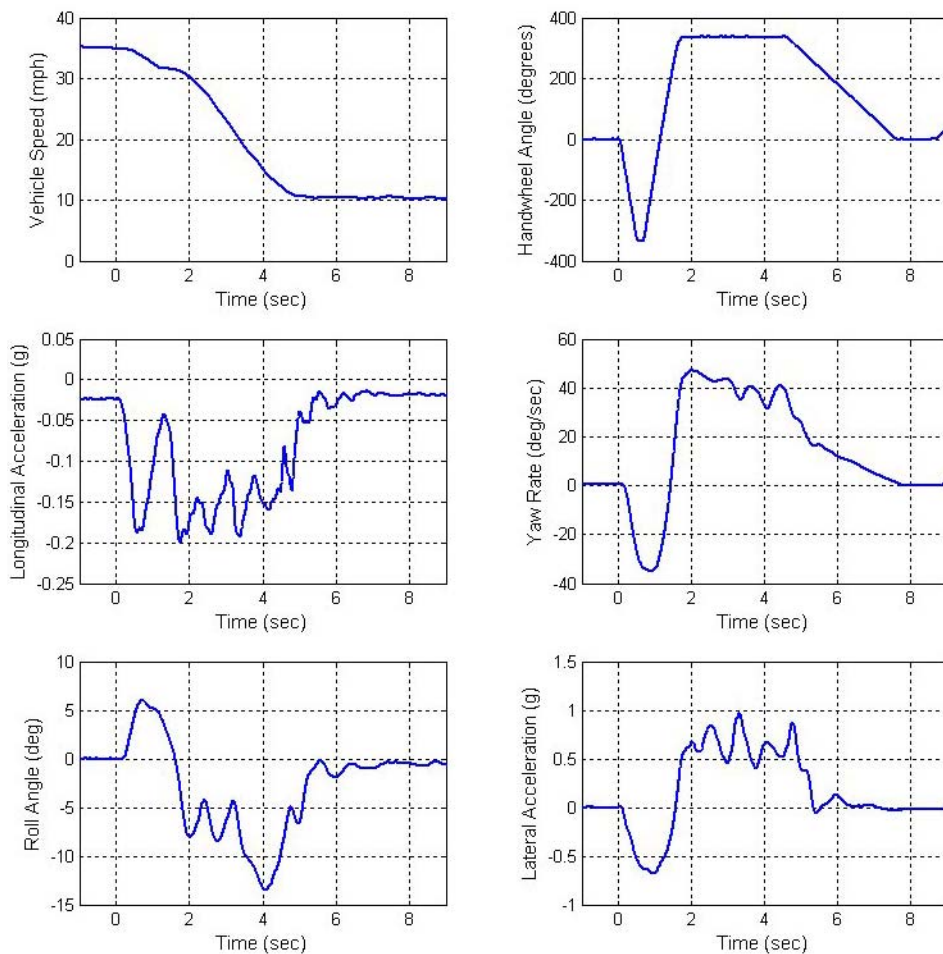 40
30
20
10
0
0 2 4 6 8
Time (sec)
Vehicle Speed (mph)
400
200
0
-200
-400
0 2 4 6 8
Time (sec)
Handwheel Angle (degrees)
0.05
0
-0.05
-0.1
-0.15
-0.2
-0.25
0 2 4 6 8
Time (sec)
Longitudinal Acceleration (g)
60
40
20
0
-20
-40
0 2 4 6 8
Time (sec)
Yaw Rate (deg/sec)
10
5
0
-5
-10
-15
0 2 4 6 8
Time (sec)
Roll Angle (deg)
1.5
1
0.5
0
-0.5
-1
0 2 4 6 8
Time (sec)
Lateral Acceleration (g)